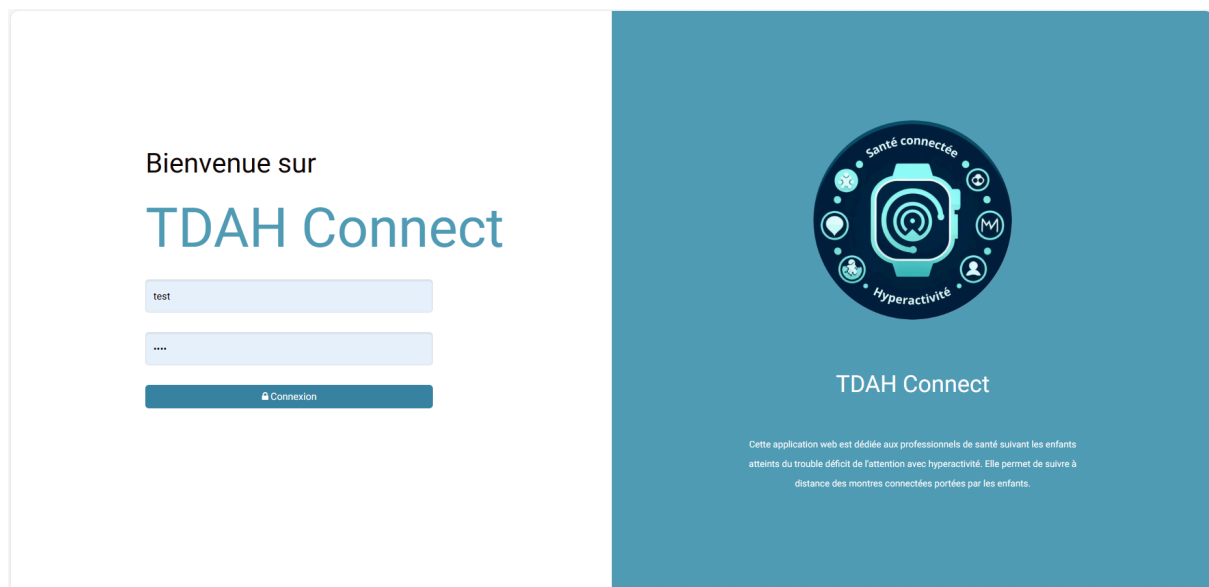 Bienvenue sur
TDAH Connect
test
••••
Connexion
Santé connectée
Hyperactivité
TDAH Connect
Cette application web est dédiée aux professionnels de santé suivant les enfants
atteints du trouble déficit de l'attention avec hyperactivité. Elle permet de suivre à
distance des montres connectées portées par les enfants.